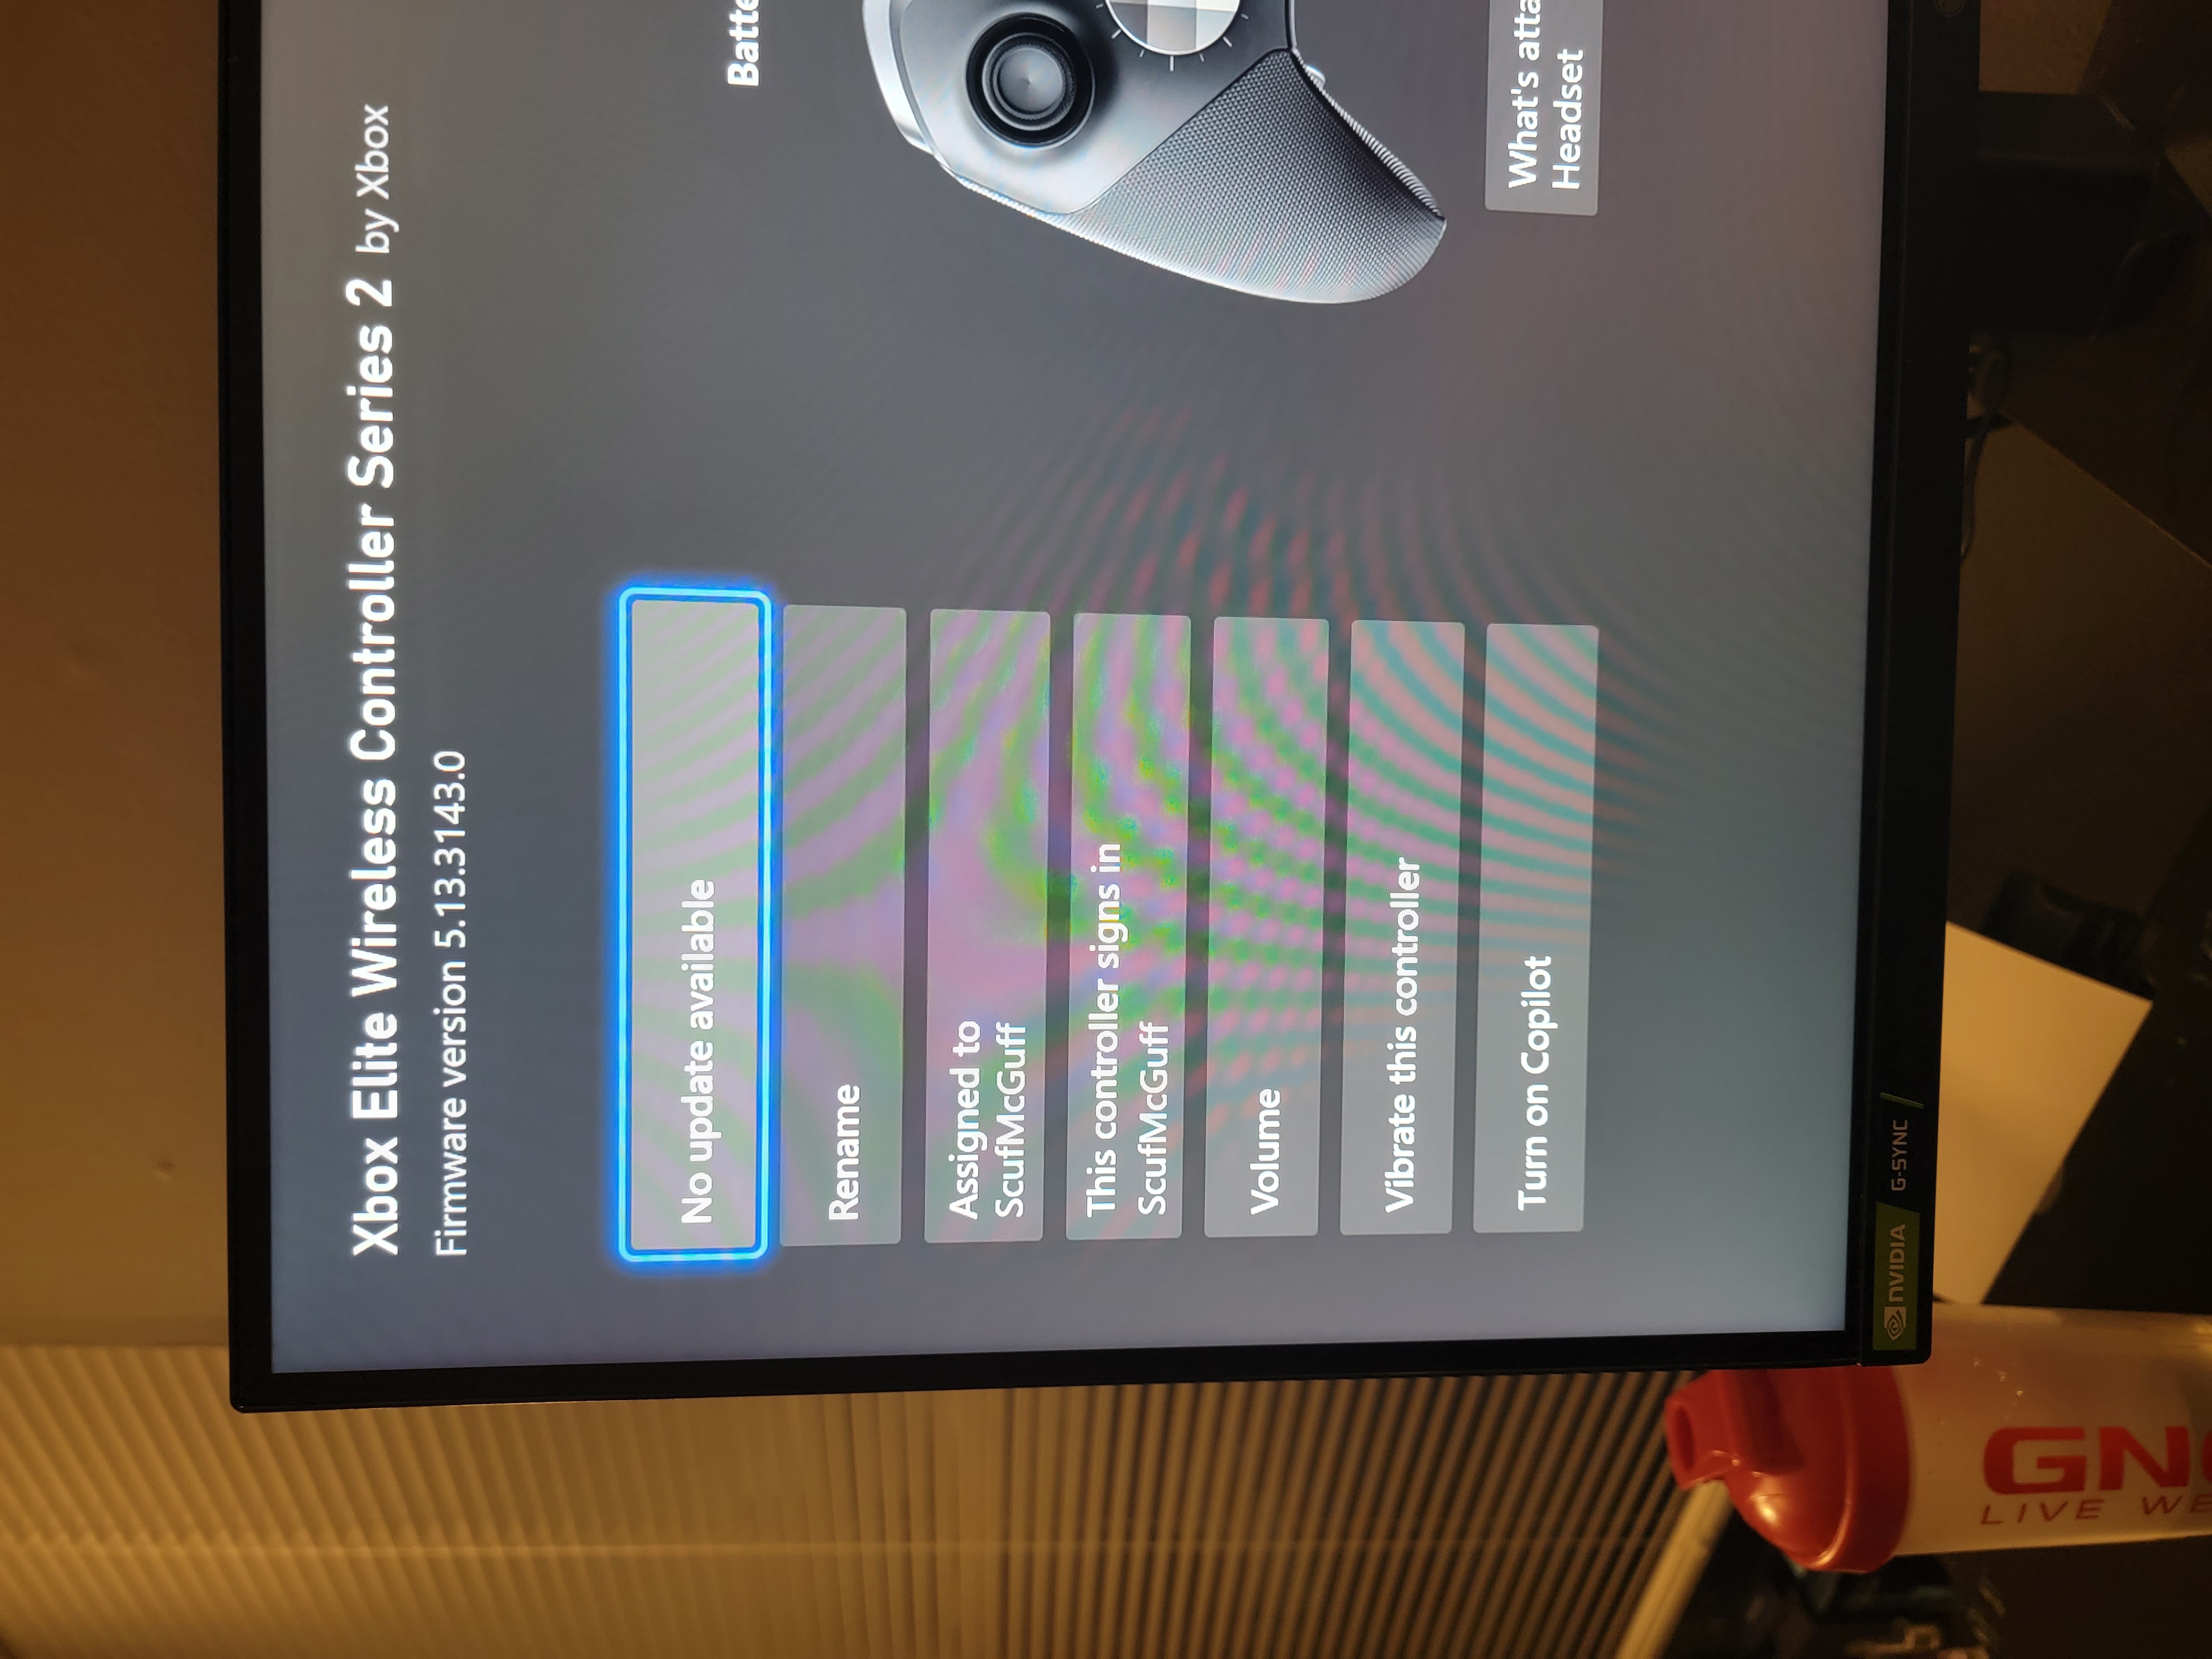 Xbox Elite Wireless Controller Series 2 by Xbox
Firmware version 5.13.3143.0
No update available
Rename
Assigned to
ScufMcGuff
This controller signs in
ScufMcGuff
Volume
Vibrate this controller
Turn on Copilot
What's
Headset
NVIDIA G-SYNC
LIVE